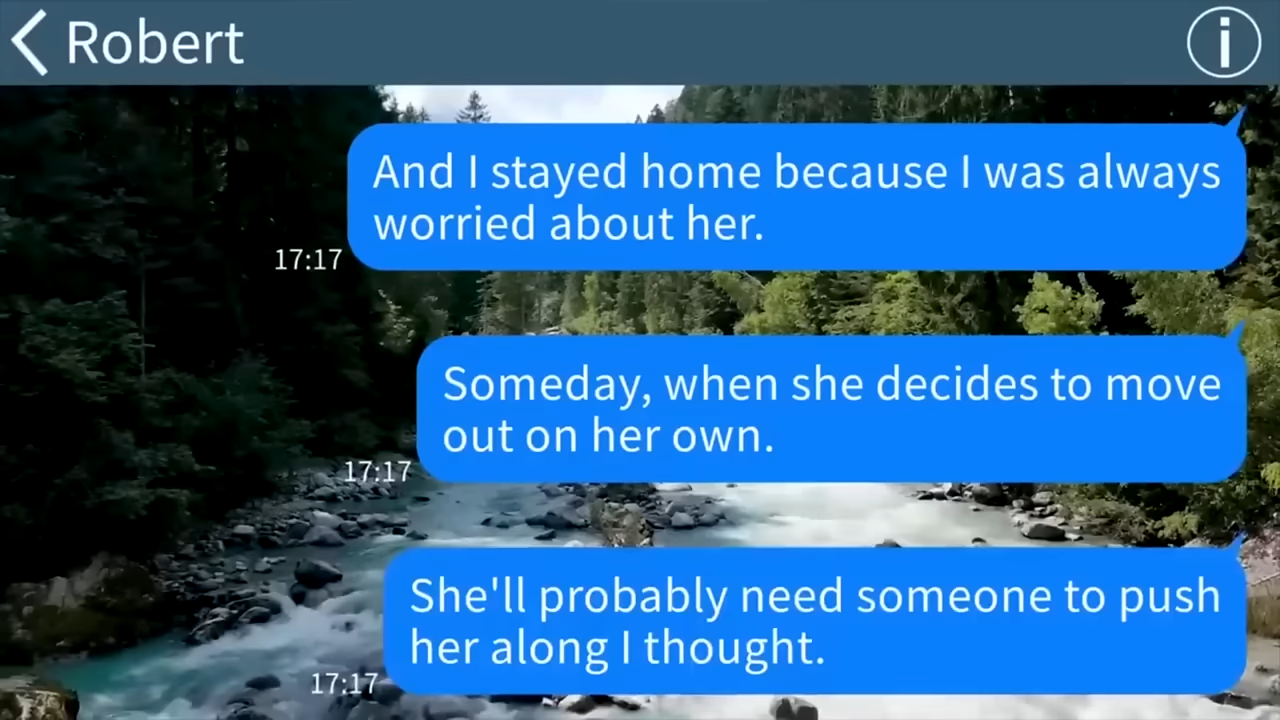 Robert
And I stayed home because I was always
worried about her.
17:17
Someday, when she decides to move
out on her own.
17:17
She'll probably need someone to push
her along I thought.
17:17